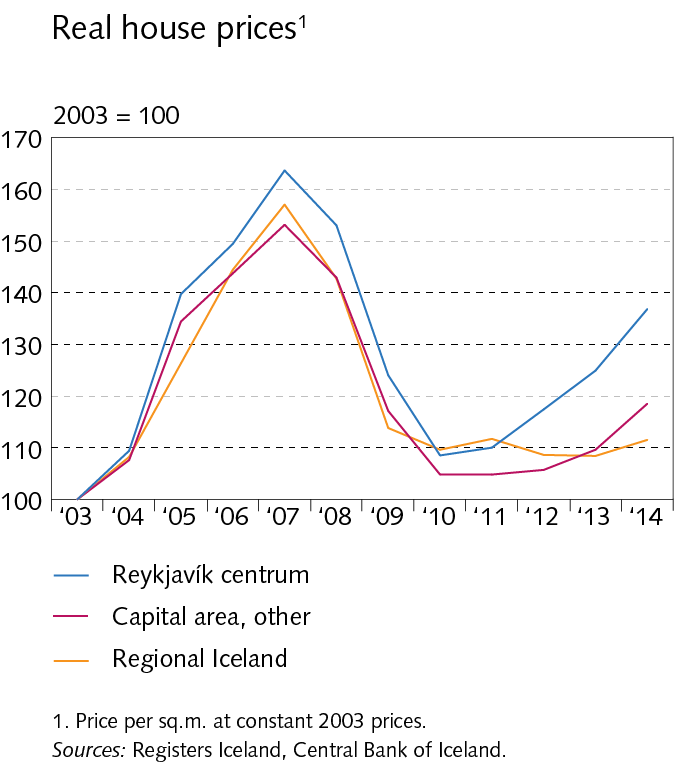 Real house prices¹
2003 = 100
170
160
150
140
130
120
110
100
‘03 ‘04 ‘05 ‘06 ‘07 ‘08 ‘09 ‘10 ‘11 ‘12 ‘13 ‘14
Reykjavík centrum
Capital area, other
Regional Iceland
1. Price per sq.m. at constant 2003 prices.
Sources: Registers Iceland, Central Bank of Iceland.